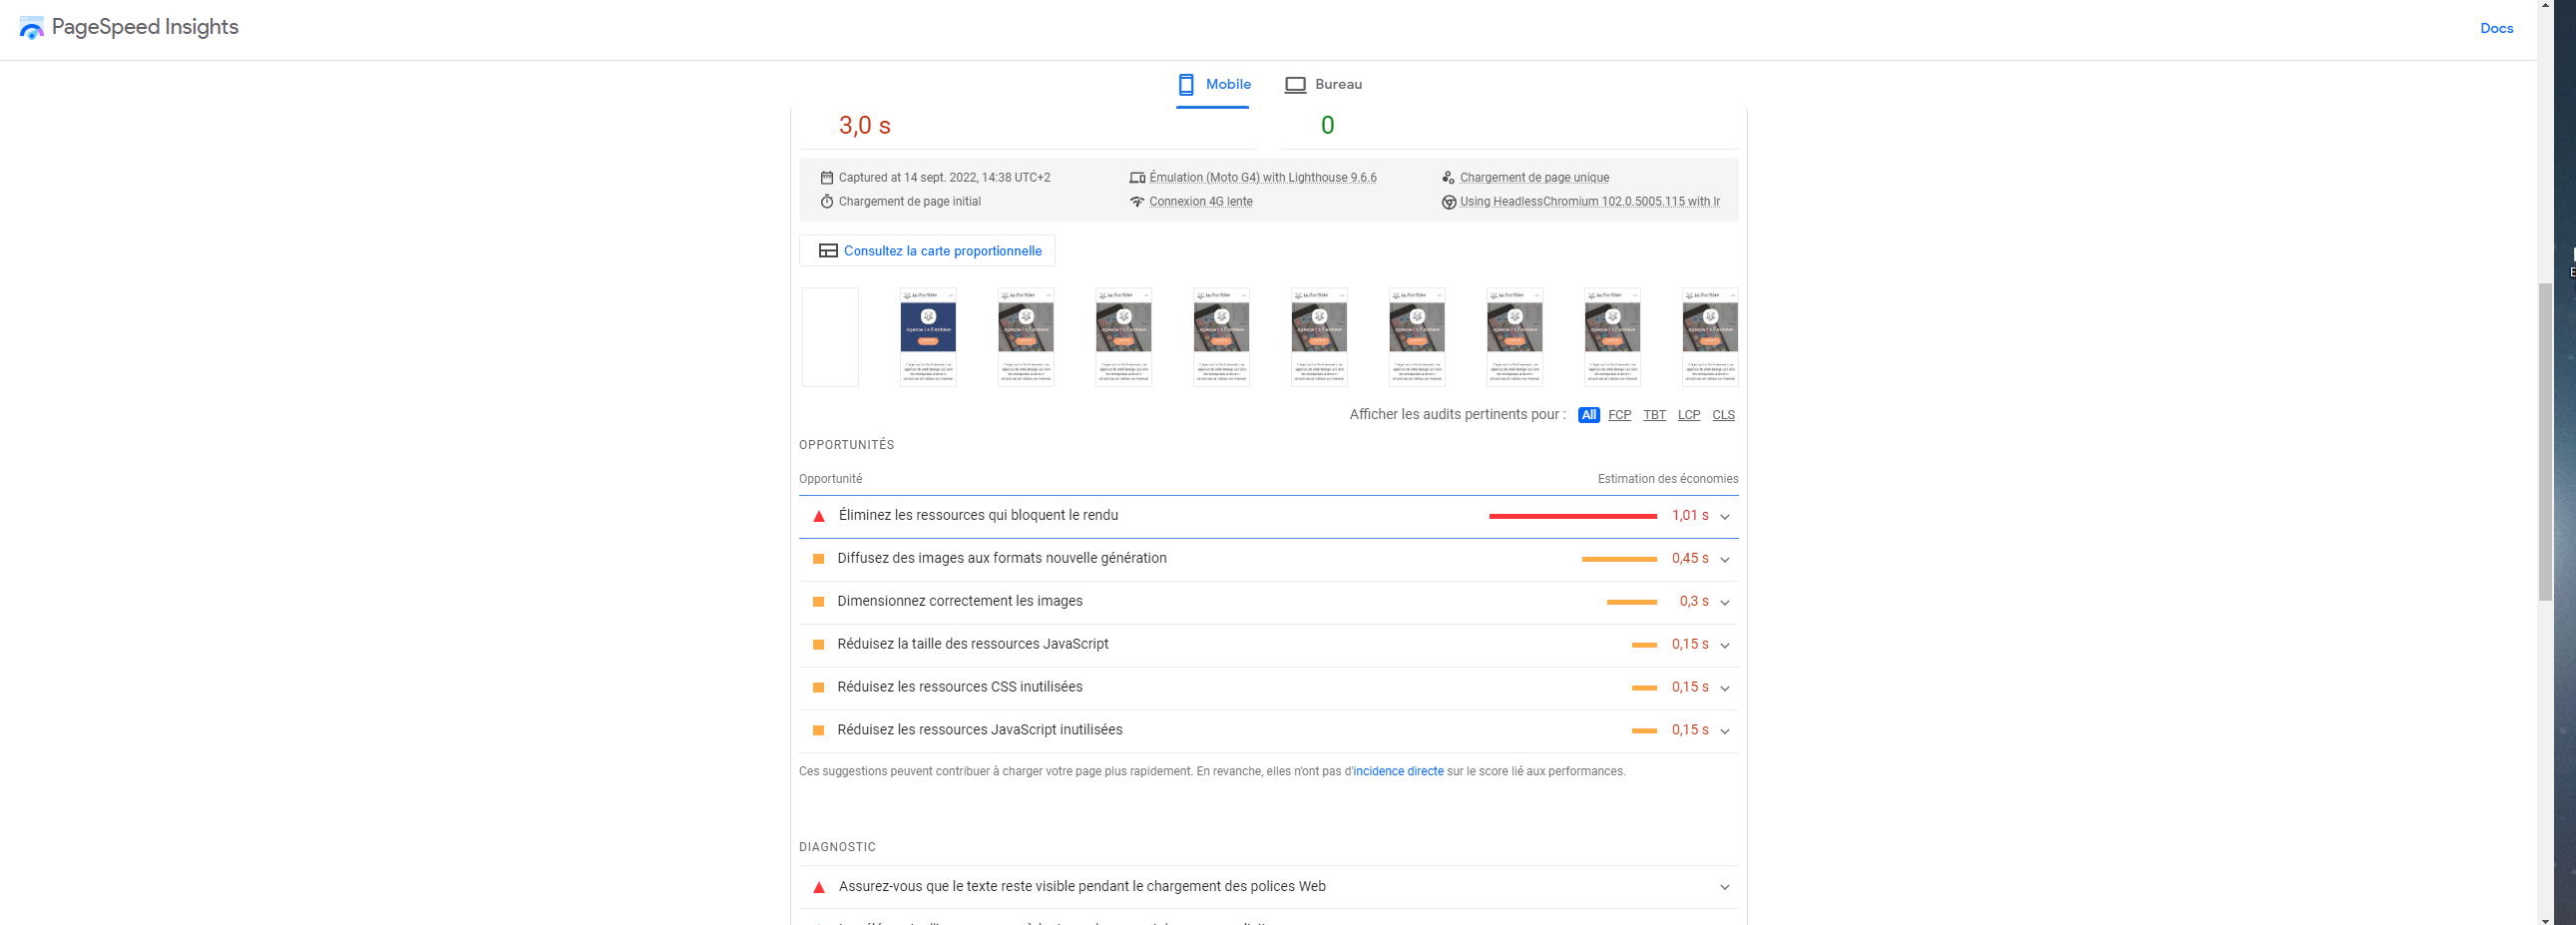 PageSpeed Insights
Docs
Mobile
Bureau
3,0 s
0
Captured at 14 sept. 2022, 14:38 UTC+2
Émulation (Moto G4) with Lighthouse 9.6.6
Chargement de page unique
Chargement de page initial
Connexion 4G lente
Using HeadlessChromium 102.0.5005.115 with lr
Consultez la carte proportionnelle
Afficher les audits pertinents pour : All FCP TBT LCP CLS
OPPORTUNITÉS
Opportunité
Estimation des économies
Éliminez les ressources qui bloquent le rendu
1,01 s
Diffusez des images aux formats nouvelle génération
0,45 s
Dimensionnez correctement les images
0,3 s
Réduisez la taille des ressources JavaScript
0,15 s
Réduisez les ressources CSS inutilisées
0,15 s
Réduisez les ressources JavaScript inutilisées
0,15 s
Ces suggestions peuvent contribuer à charger votre page plus rapidement. En revanche, elles n'ont pas d'incidence directe sur le score lié aux performances.
DIAGNOSTIC
Assurez-vous que le texte reste visible pendant le chargement des polices Web